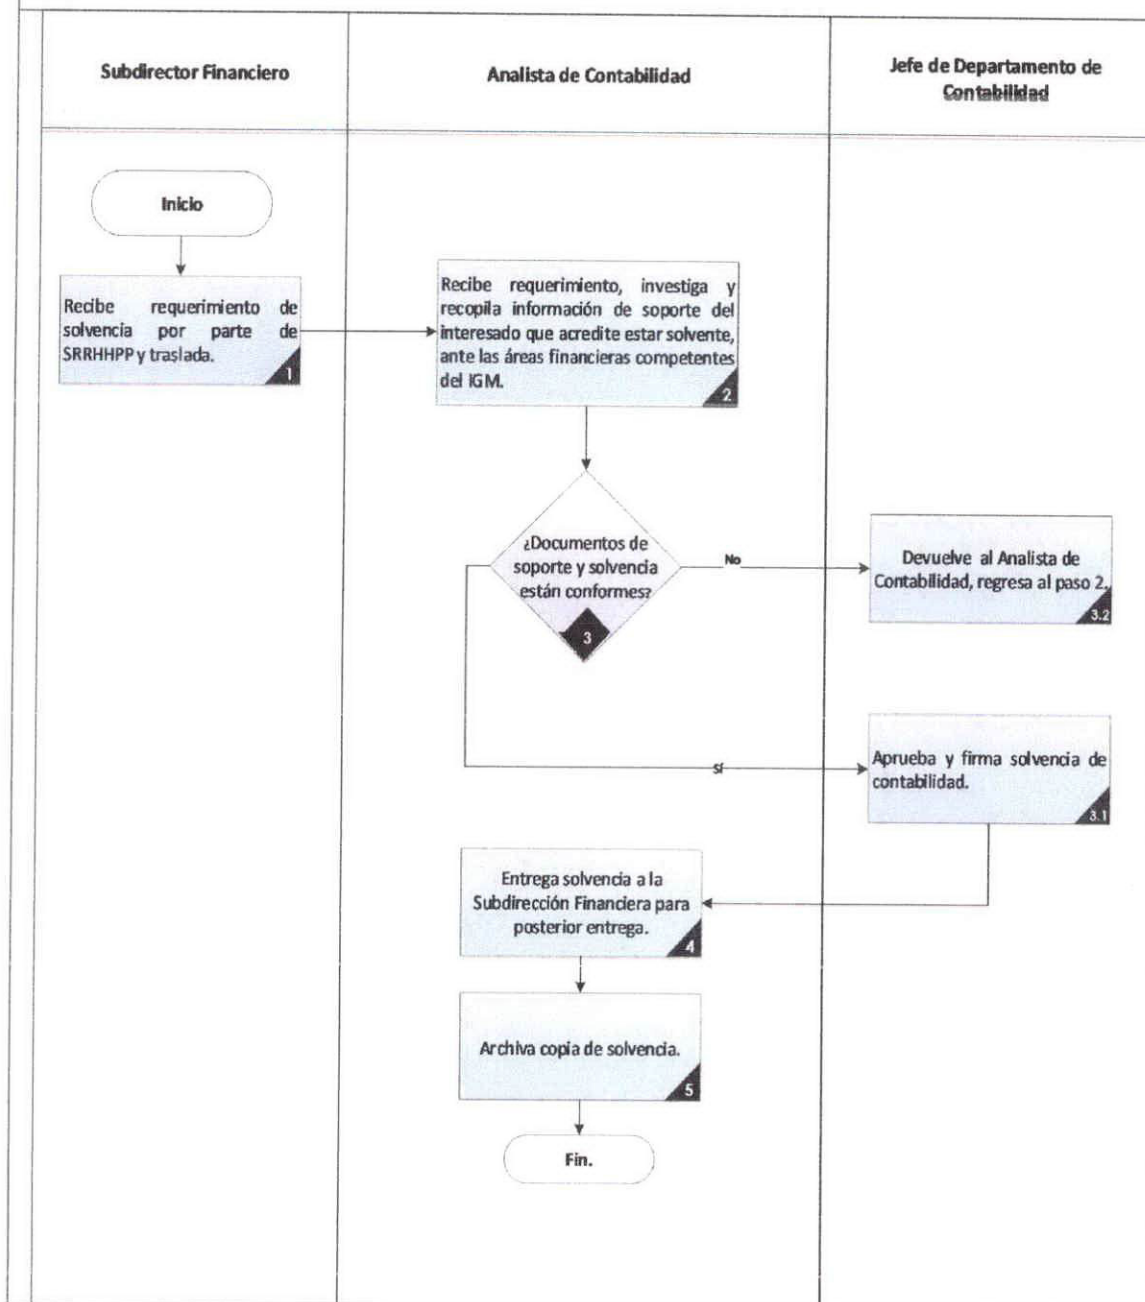 Subdirector Financiero
Analista de Contabilidad
Jefe de Departamento de
Contabilidad
Inicio
Recibe requerimiento de
solvencia por parte de
SRRHHPP y traslada.
1
Recibe requerimiento, investiga y
recopila información de soporte del
interesado que acredite estar solvente,
ante las áreas financieras competentes
del IGM.
2
¿Documentos de
soporte y solvencia
están conformes?
3
No
Devuelve al Analista de
Contabilidad, regresa al paso 2.
3.2
Sí
Aprueba y firma solvencia de
contabilidad.
3.1
Entrega solvencia a la
Subdirección Financiera para
posterior entrega.
4
Archiva copia de solvencia.
5
Fin.